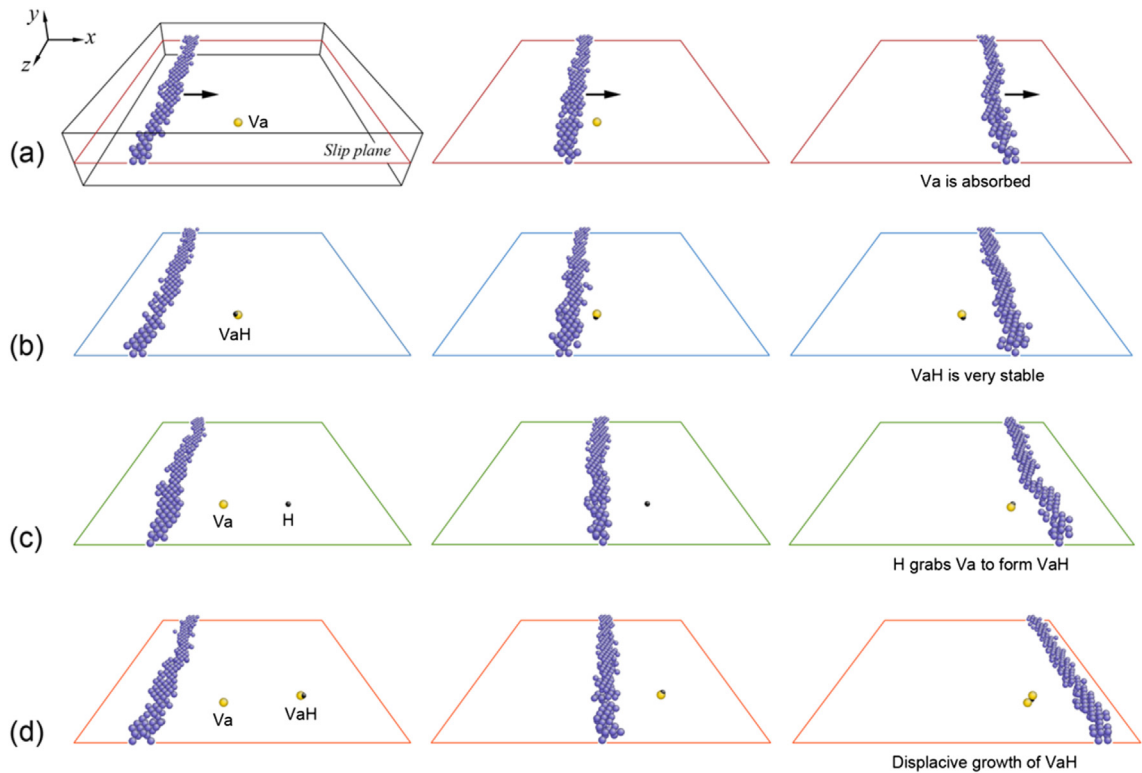 y
x
z
Va
Slip plane
(a)
Va is absorbed
VaH
(b)
VaH is very stable
Va
H
(c)
H grabs Va to form VaH
Va
VaH
(d)
Displacive growth of VaH